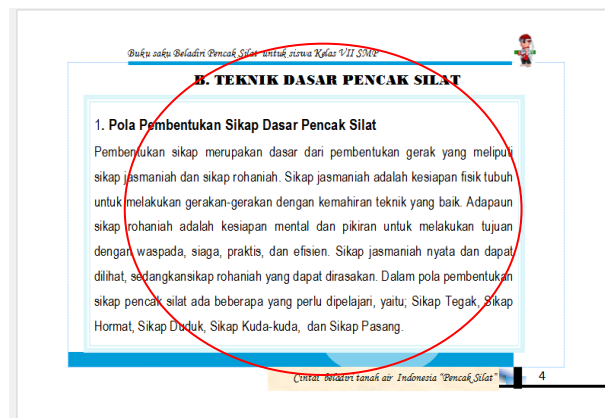 Buku saku Beladiri Pencak Silat untuk siswa Kelas VII SMP
B. TEKNIK DASAR PENCAK SILAT
1. Pola Pembentukan Sikap Dasar Pencak Silat
Pembentukan sikap merupakan dasar dari pembentukan gerak yang meliputi
sikap jasmaniah dan sikap rohaniah. Sikap jasmaniah adalah kesiapan fisik tubuh
untuk melakukan gerakan-gerakan dengan kemahiran teknik yang baik. Adapaun
sikap rohaniah adalah kesiapan mental dan pikiran untuk melakukan tujuan
dengan waspada, siaga, praktis, dan efisien. Sikap jasmaniah nyata dan dapat
dilihat, sedangkansikap rohaniah yang dapat dirasakan. Dalam pola pembentukan
sikap pencak silat ada beberapa yang perlu dipelajari, yaitu; Sikap Tegak, Sikap
Hormat, Sikap Duduk, Sikap Kuda-kuda, dan Sikap Pasang.
Cintai beladiri tanah air Indonesia "Pencak Silat"
4